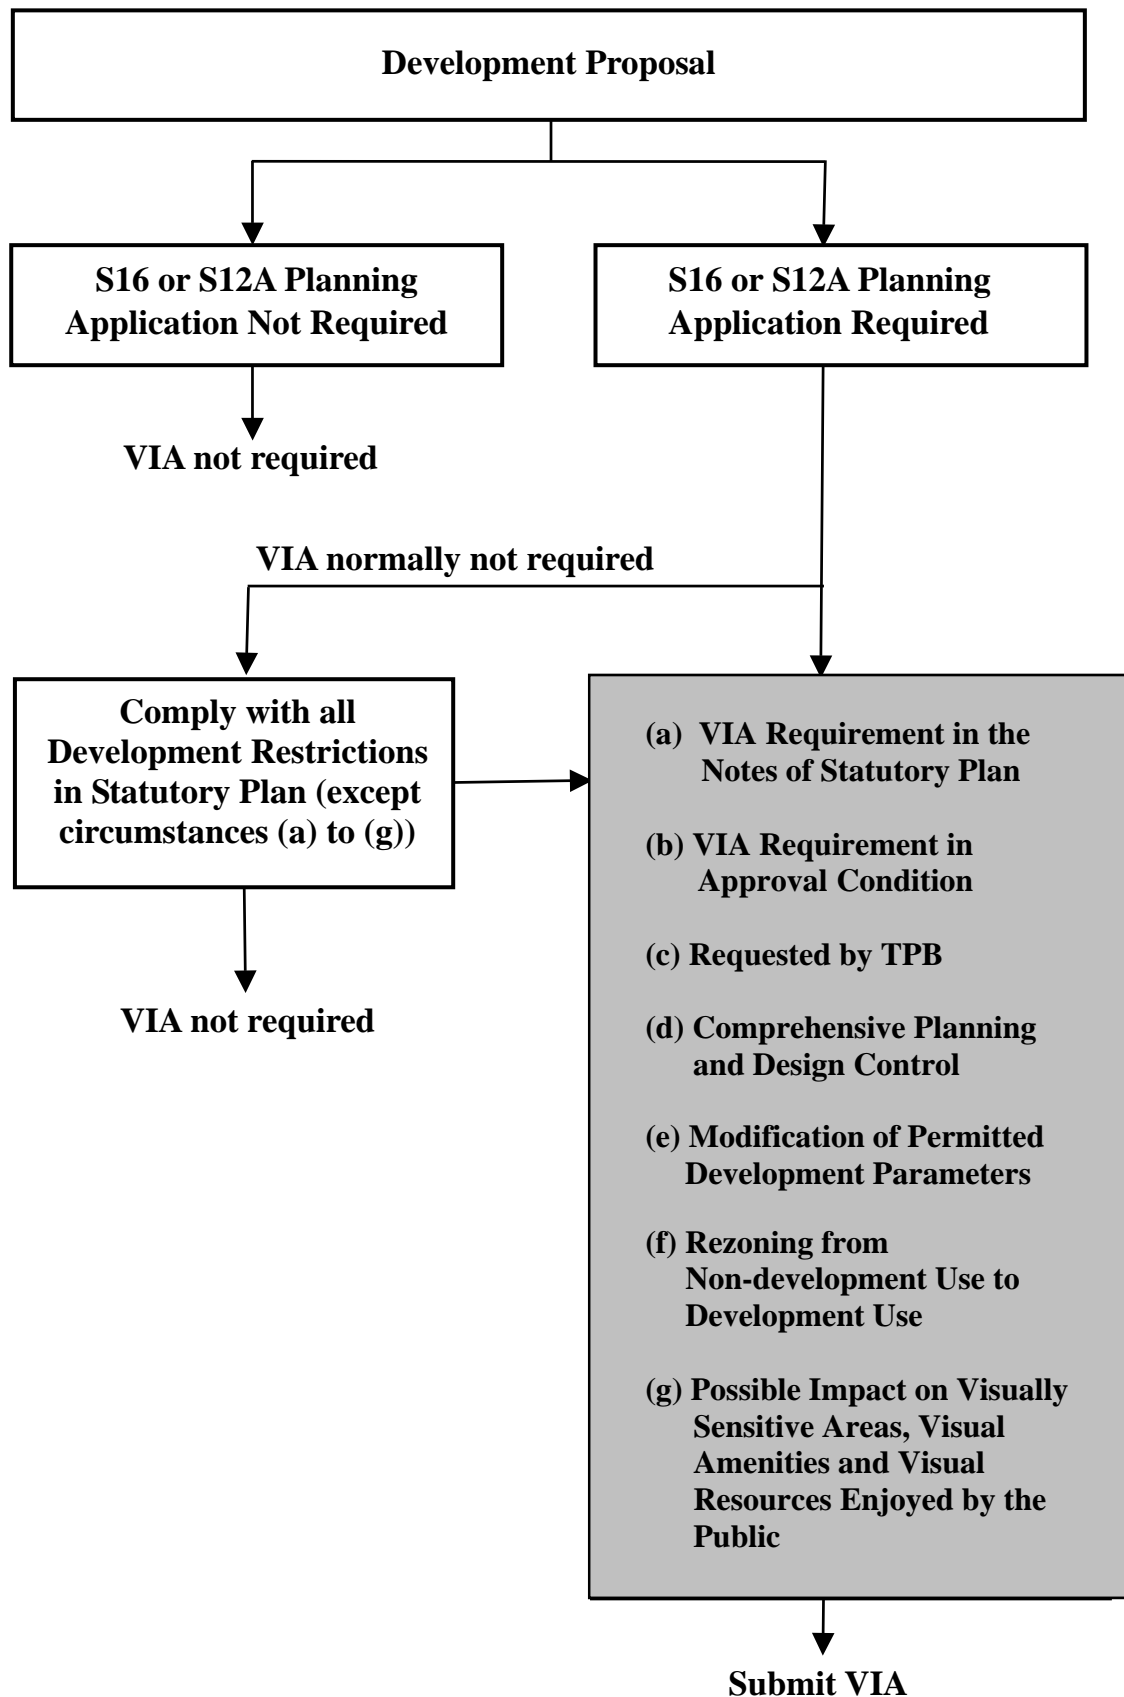 Development Proposal
S16 or S12A Planning
Application Not Required
S16 or S12A Planning
Application Required
VIA not required
VIA normally not required
Comply with all
Development Restrictions
in Statutory Plan (except
circumstances (a) to (g))
VIA not required
(a) VIA Requirement in the
Notes of Statutory Plan
(b) VIA Requirement in
Approval Condition
(c) Requested by TPB
(d) Comprehensive Planning
and Design Control
(e) Modification of Permitted
Development Parameters
(f) Rezoning from
Non-development Use to
Development Use
(g) Possible Impact on Visually
Sensitive Areas, Visual
Amenities and Visual
Resources Enjoyed by the
Public
Submit VIA